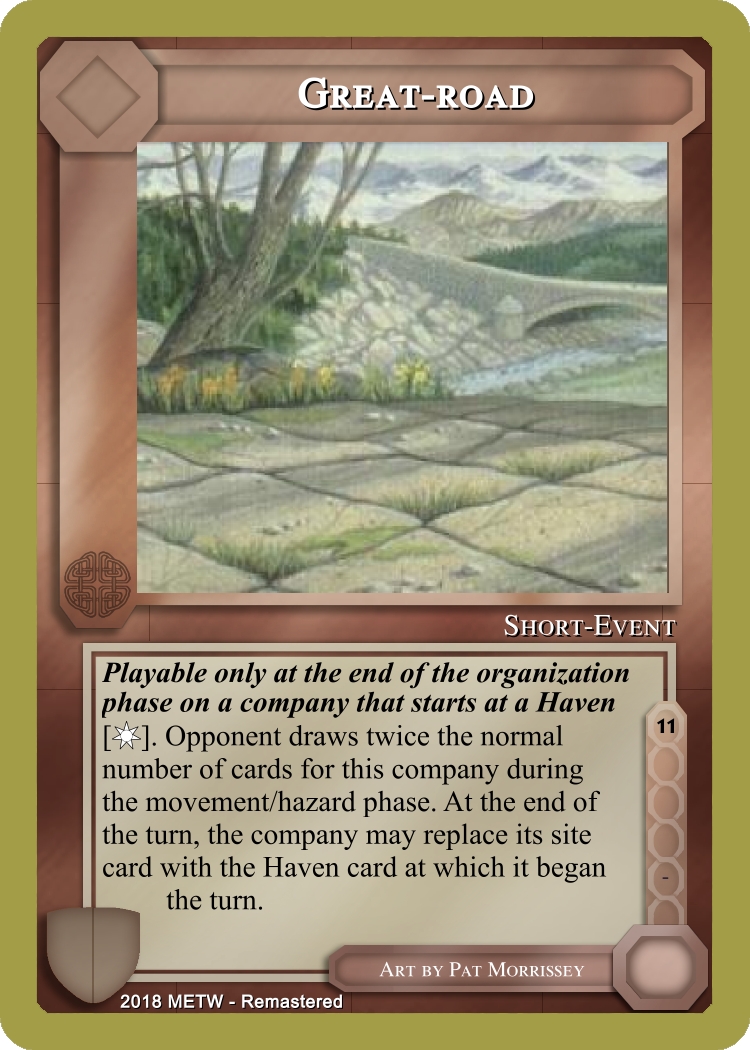 Great-road
Short-Event
Playable only at the end of the organization
phase on a company that starts at a Haven
[]. Opponent draws twice the normal
number of cards for this company during
the movement/hazard phase. At the end of
the turn, the company may replace its site
card with the Haven card at which it began
the turn.
11
-
Art by Pat Morrissey
2018 METW - Remastered